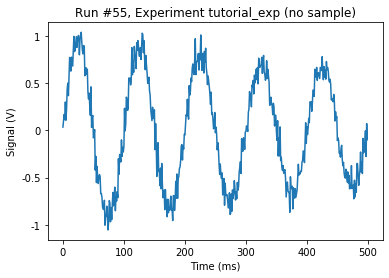 Run #55, Experiment tutorial_exp (no sample)
1
0.5
0
-0.5
-1
Signal (V)
0 100 200 300 400 500
Time (ms)